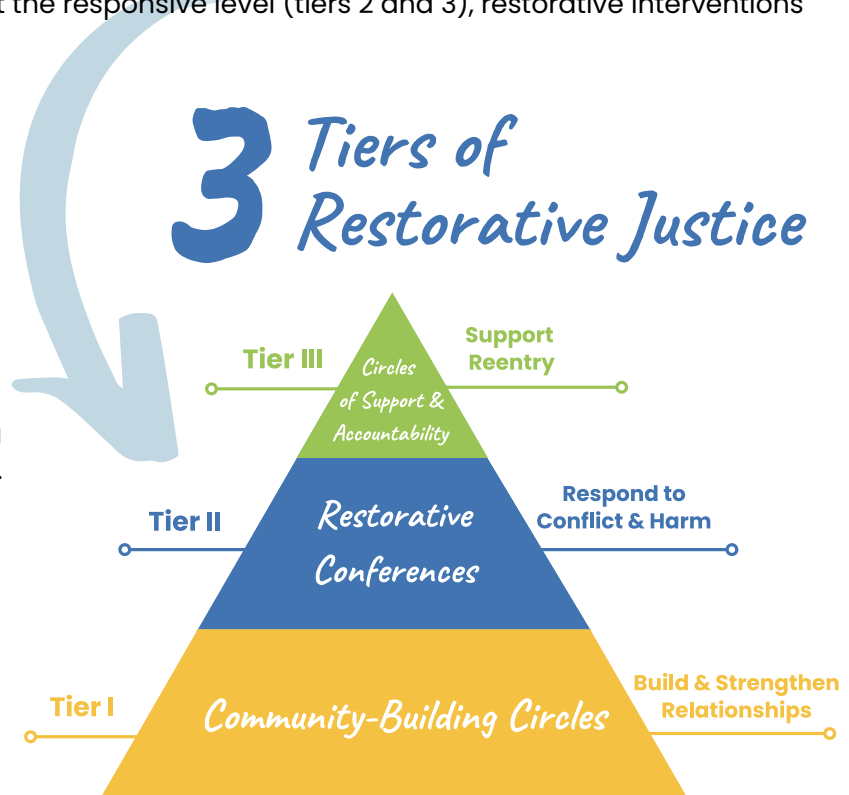 the responsive level (tiers 2 and 3), restorative interventions
3 Tiers of
Restorative Justice
Tier III
Circles
of Support &
Accountability
Support
Reentry
Tier II
Restorative
Conferences
Respond to
Conflict & Harm
Tier I
Community-Building Circles
Build & Strengthen
Relationships